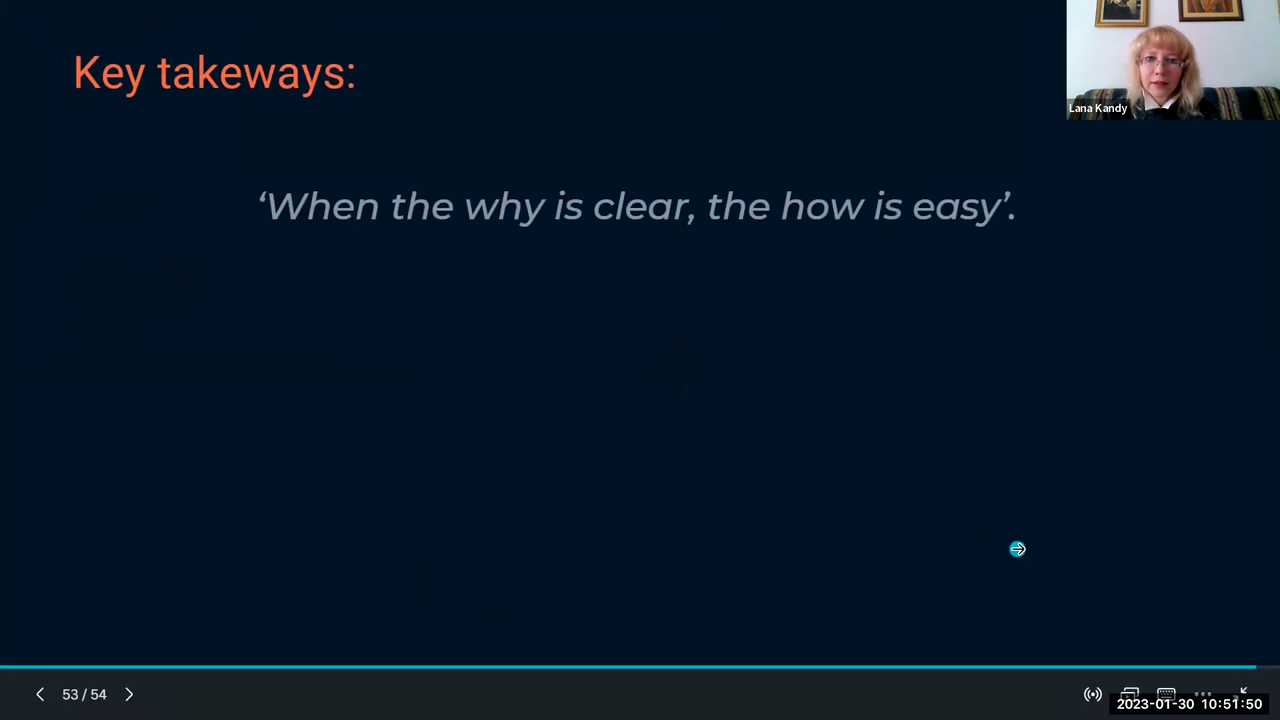 Key takeways:
Lana Kandy
‘When the why is clear, the how is easy’.
53 / 54
2023-01-30 10:51:50